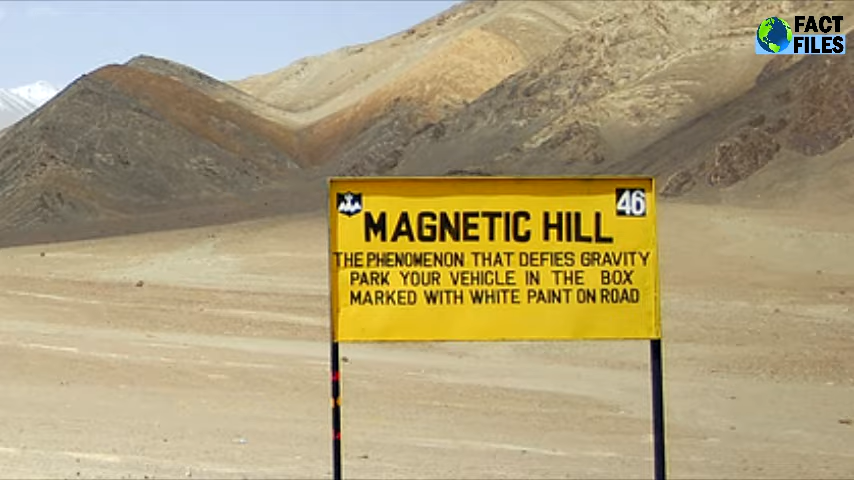 FACT
FILES
46
MAGNETIC HILL
THE PHENOMENON THAT DEFIES GRAVITY
PARK YOUR VEHICLE IN THE BOX
MARKED WITH WHITE PAINT ON ROAD